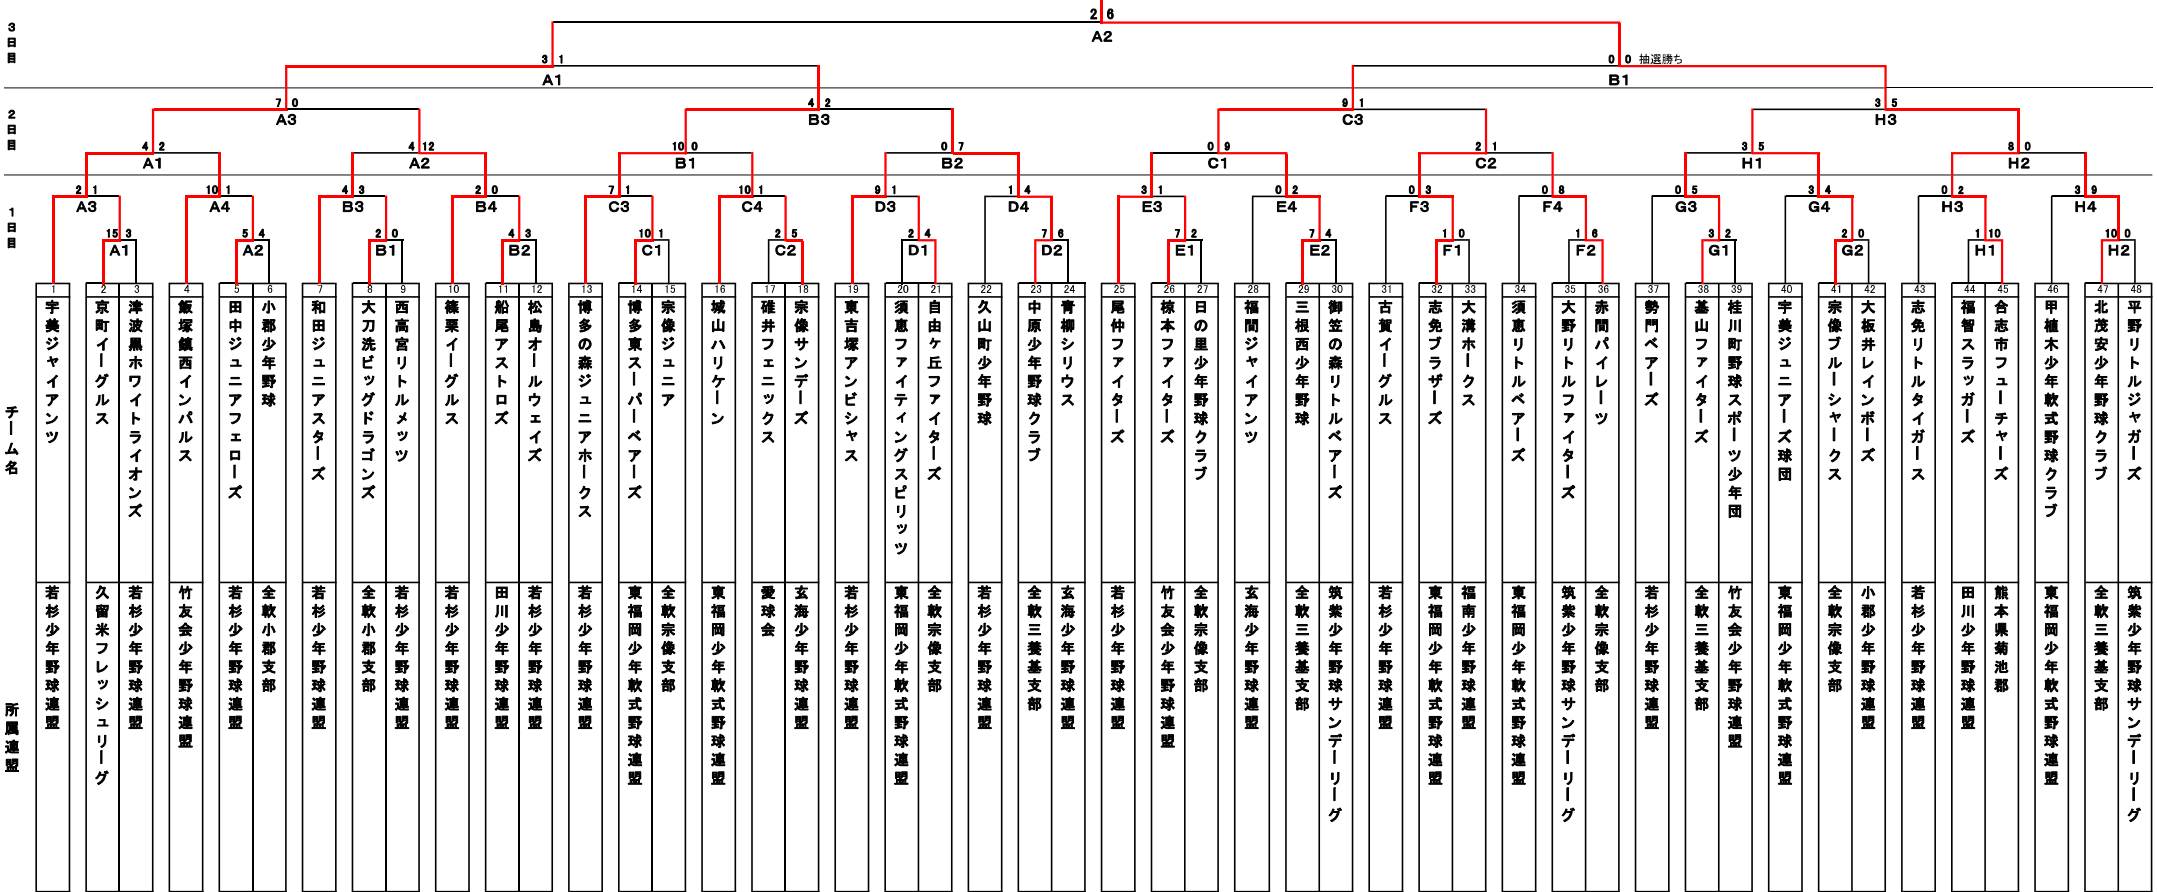 2 6
A2
3日目
3 1
A1
0 0 抽選勝ち
B1
7 0
A3
4 2
B3
9 1
C3
3 5
H3
2日目
4 2
A1
4 12
A2
10 0
B1
0 7
B2
0 9
C1
2 1
C2
3 5
H1
8 0
H2
1日目
2 1
A3
10 1
A4
4 3
B3
2 0
B4
7 1
C3
10 1
C4
9 1
D3
1 4
D4
3 1
E3
0 2
E4
0 3
F3
0 8
F4
0 5
G3
3 4
G4
0 2
H3
3 9
H4
15 3
A1
5 4
A2
2 0
B1
4 3
B2
10 1
C1
2 5
C2
2 4
D1
7 6
D2
7 2
E1
7 4
E2
1 0
F1
1 6
F2
3 2
G1
2 0
G2
1 10
H1
10 0
H2
1 2 3 4 5 6 7 8 9 10 11 12 13 14 15 16 17 18 19 20 21 22 23 24 25 26 27 28 29 30 31 32 33 34 35 36 37 38 39 40 41 42 43 44 45 46 47 48
チーム名
宇美ジャイアンツ
京町イーグルス
津波黒ホワイトライオンズ
飯塚鎮西インパルス
田中ジュニアフェローズ
小郡少年野球
和田ジュニアスターズ
大刀洗ビッグドラゴンズ
西高宮リトルメッツ
篠栗イーグルス
船尾アストロズ
松島オールウェイズ
博多の森ジュニアホークス
博多東スーパーベアーズ
宗像ジュニア
城山ハリケーン
碓井フェニックス
宗像サンデーズ
東吉塚アンビシャス
須恵ファイティングスピリッツ
自由ケ丘ファイターズ
久山町少年野球
中原少年野球クラブ
青柳シリウス
尾仲ファイターズ
椋本ファイターズ
日の里少年野球クラブ
福間ジャイアンツ
三根西少年野球
御笠の森リトルベアーズ
古賀イーグルス
志免ブラザーズ
大溝ホークス
須恵リトルベアーズ
大野リトルファイターズ
赤間パイレーツ
勢門ベアーズ
基山ファイターズ
桂川町野球スポーツ少年団
宇美ジュニアーズ球団
宗像ブルーシャークス
大板井レインボーズ
志免リトルタイガース
福智スラッガーズ
合志市フューチャーズ
甲植木少年軟式野球クラブ
北茂安少年野球クラブ
平野リトルジャガーズ
所属連盟
若杉少年野球連盟
久留米フレッシュリーグ
若杉少年野球連盟
竹友会少年野球連盟
若杉少年野球連盟
全軟小郡支部
若杉少年野球連盟
全軟小郡支部
若杉少年野球連盟
若杉少年野球連盟
田川少年野球連盟
若杉少年野球連盟
若杉少年野球連盟
東福岡少年軟式野球連盟
全軟宗像支部
東福岡少年軟式野球連盟
愛球会
玄海少年野球連盟
若杉少年野球連盟
東福岡少年軟式野球連盟
全軟宗像支部
若杉少年野球連盟
全軟三養基支部
玄海少年野球連盟
若杉少年野球連盟
竹友会少年野球連盟
全軟宗像支部
玄海少年野球連盟
全軟三養基支部
筑紫少年野球サンデーリーグ
若杉少年野球連盟
東福岡少年軟式野球連盟
福南少年野球連盟
東福岡少年軟式野球連盟
筑紫少年野球サンデーリーグ
全軟宗像支部
若杉少年野球連盟
全軟三養基支部
竹友会少年野球連盟
東福岡少年軟式野球連盟
全軟宗像支部
小郡少年野球連盟
若杉少年野球連盟
田川少年野球連盟
熊本県菊池郡
東福岡少年軟式野球連盟
全軟三養基支部
筑紫少年野球サンデーリーグ